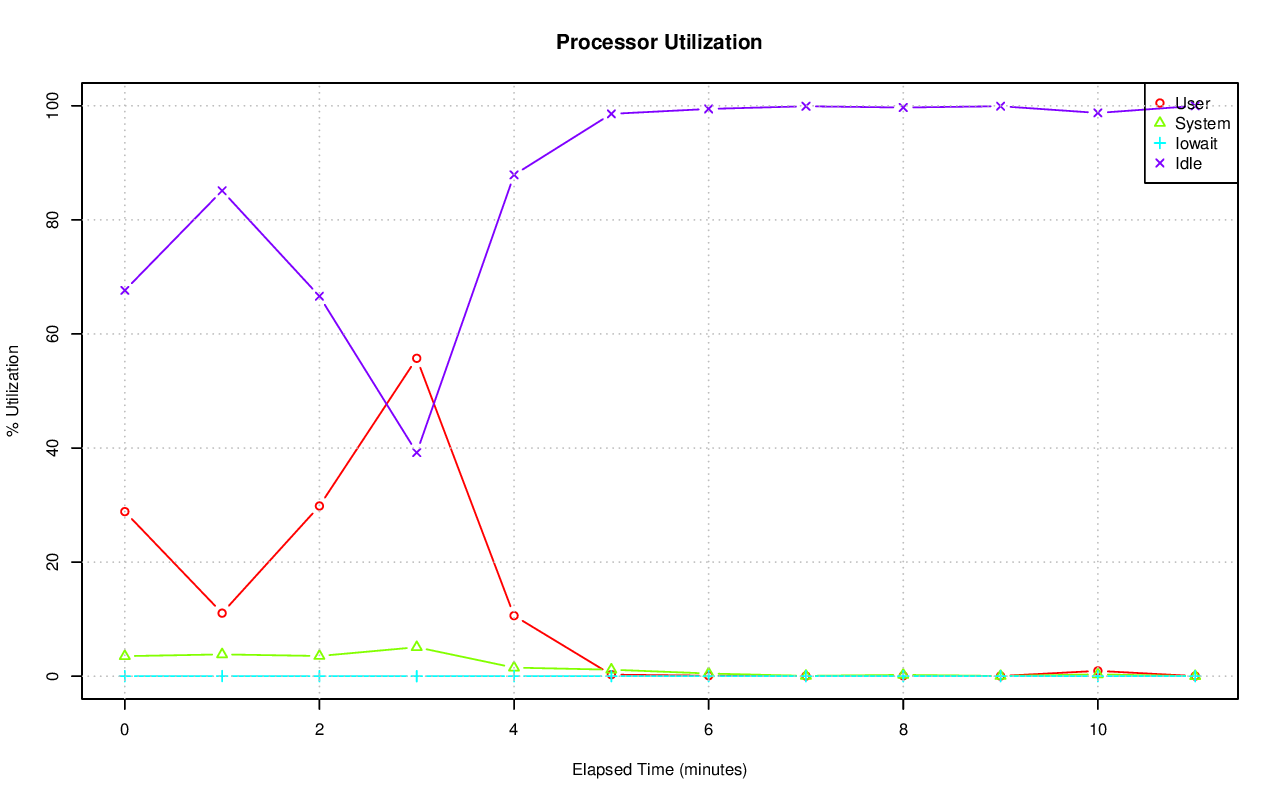 Processor Utilization
% Utilization
100
80
60
40
20
0
User
System
Iowait
Idle
0 2 4 6 8 10
Elapsed Time (minutes)